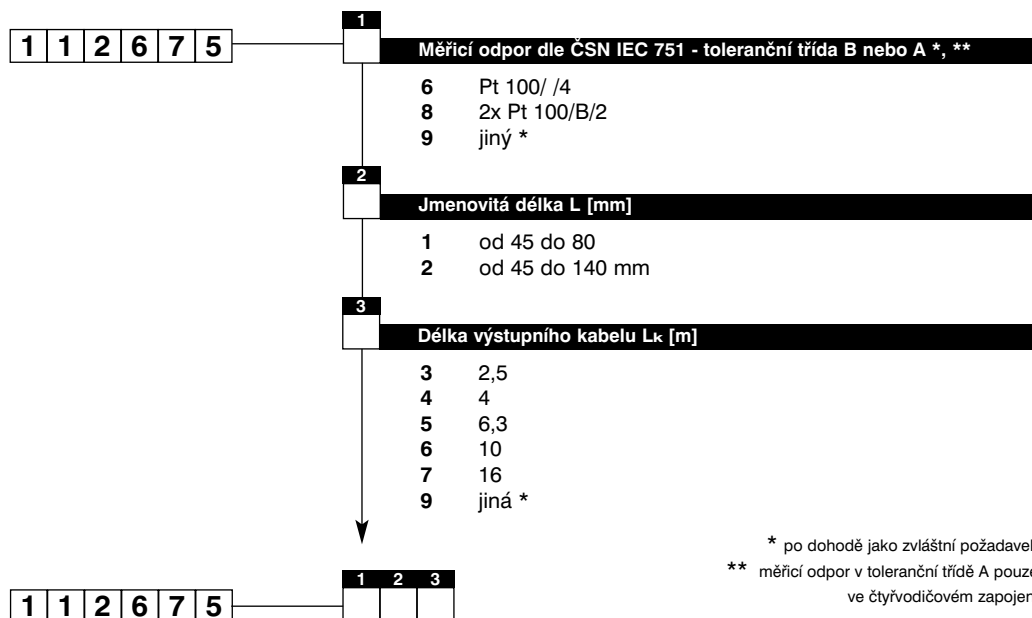 1
1 1 2 6 7 5
Měřicí odpor dle ČSN IEC 751 - toleranční třída B nebo A *, **
6 Pt 100/ /4
8 2x Pt 100/B/2
9 jiný *
2
Jmenovitá délka L [mm]
1 od 45 do 80
2 od 45 do 140 mm
3
Délka výstupního kabelu Lĸ [m]
3 2,5
4 4
5 6,3
6 10
7 16
9 jiná *
* po dohodě jako zvláštní
** měřicí odpor v toleranční třídě A
ve čtyřvodičovém
1 2 3
1 1 2 6 7 5